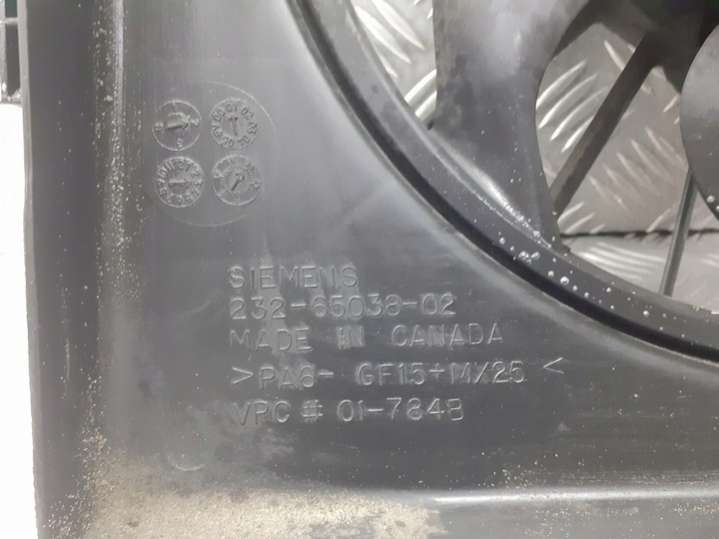 SIEMENS
232-65038-02
MADE IN CANADA
>PA6- GF15+MX25 <
VPC # 01-7848